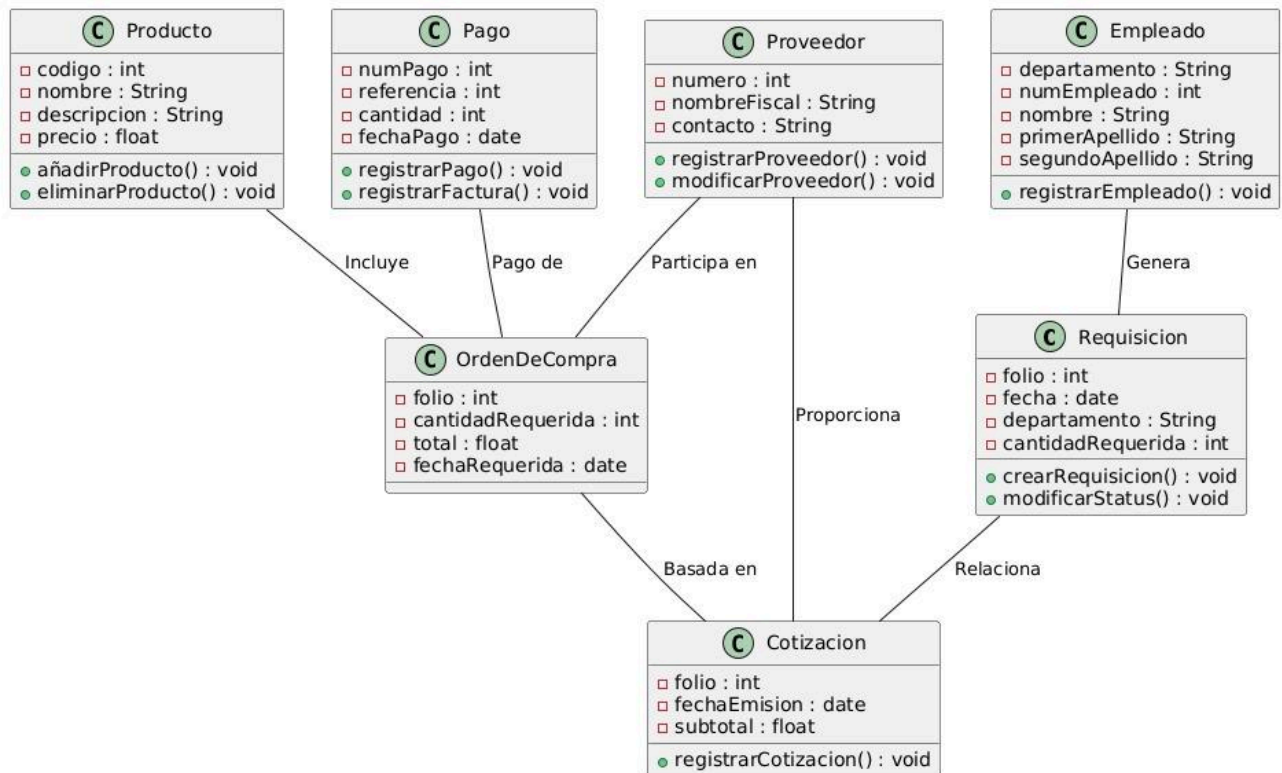 C Producto
codigo : int
nombre : String
descripcion : String
precio : float
añadirProducto() : void
eliminarProducto() : void
C Pago
numPago : int
referencia : int
cantidad : int
fechaPago : date
registrarPago() : void
registrarFactura() : void
C Proveedor
numero : int
nombreFiscal : String
contacto : String
registrarProveedor() : void
modificarProveedor() : void
C Empleado
departamento : String
numEmpleado : int
nombre : String
primerApellido : String
segundoApellido : String
registrarEmpleado() : void
Incluye
Pago de
Participa en
Genera
C OrdenDeCompra
folio : int
cantidadRequerida : int
total : float
fechaRequerida : date
Proporciona
C Requisicion
folio : int
fecha : date
departamento : String
cantidadRequerida : int
crearRequisicion() : void
modificarStatus() : void
Basada en
Relaciona
C Cotizacion
folio : int
fechaEmision : date
subtotal : float
registrarCotizacion() : void